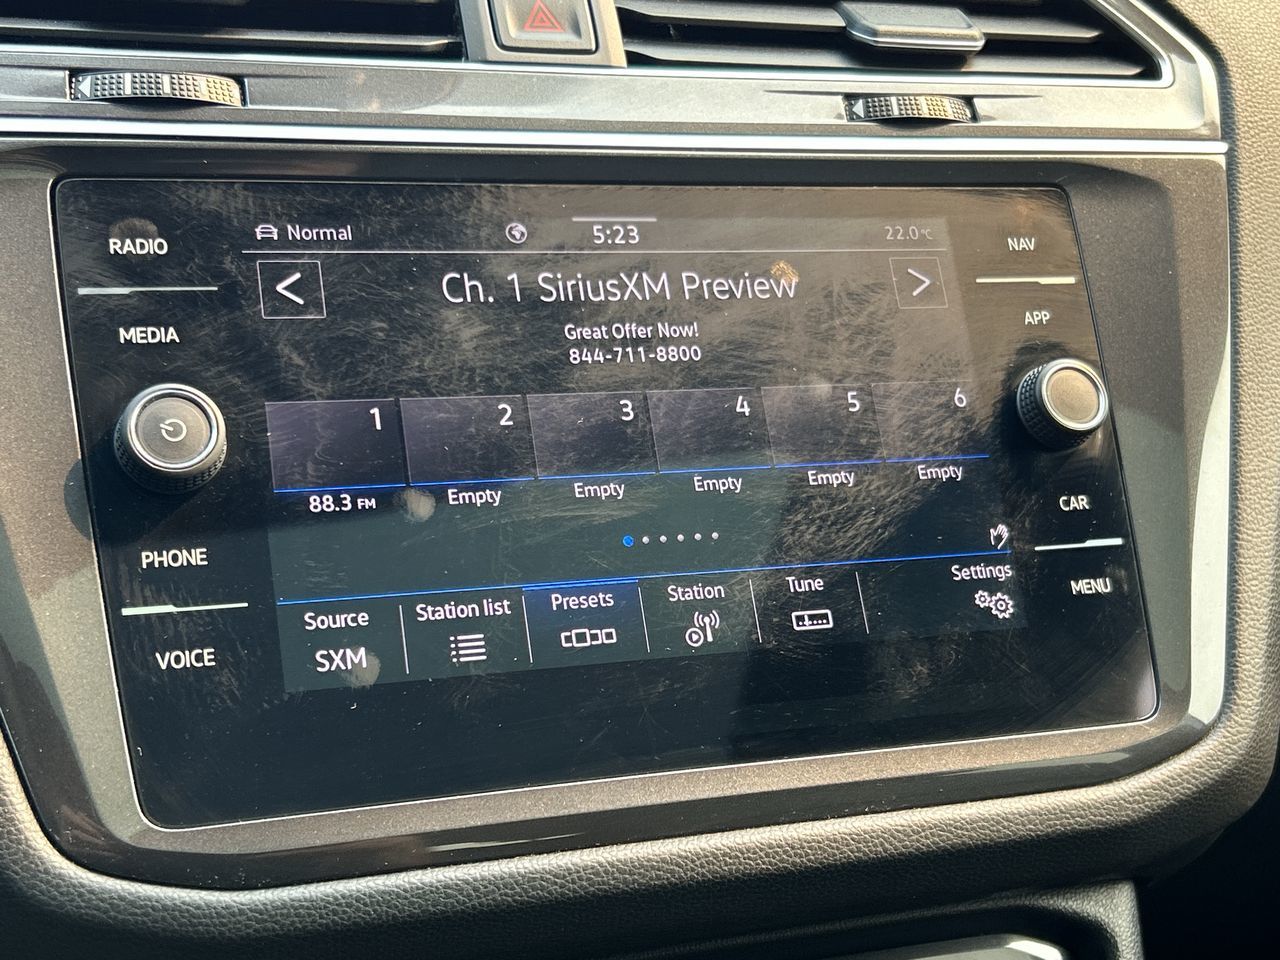 RADIO
MEDIA
PHONE
VOICE
Normal
5:23
22.0°C
<
Ch. 1 SiriusXM Preview
>
Great Offer Now!
844-711-8800
1
2
3
4
5
6
88.3 FM
Empty
Empty
Empty
Empty
Empty
Source
SXM
Station list
Presets
Station
Tune
Settings
NAV
APP
CAR
MENU